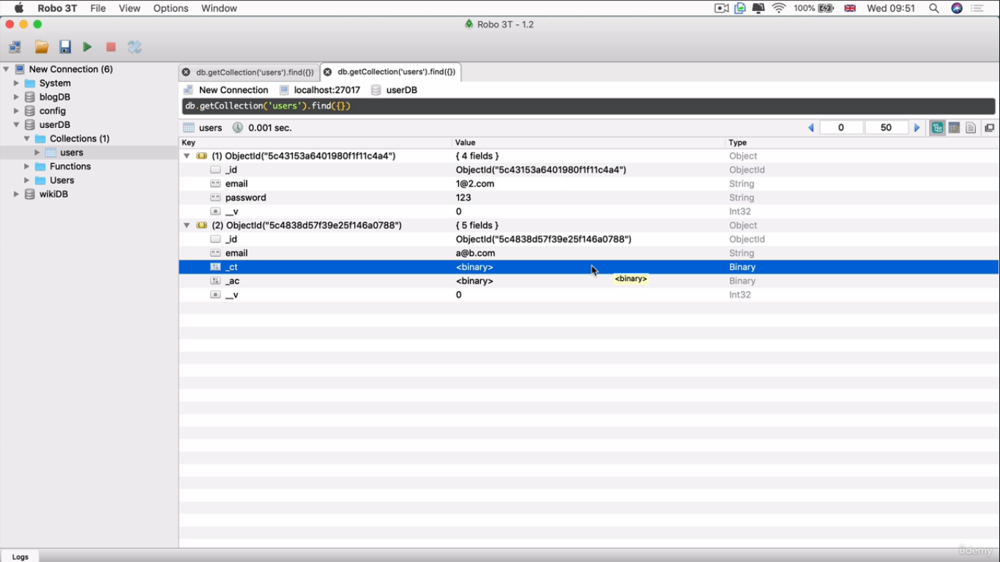 Robo 3T File View Options Window 100% Wed 09:51
Robo 3T - 1.2
New Connection (6)
System
blogDB
config
userDB
Collections (1)
users
Functions
Users
wikiDB
db.getCollection('users').find({}) db.getCollection('users').find({})
New Connection localhost:27017 userDB
db.getCollection('users').find({})
users 0.001 sec. 0 50
Key Value Type
(1) ObjectId("5c43153a6401980f1f11c4a4") { 4 fields } Object
_id ObjectId("5c43153a6401980f1f11c4a4") ObjectId
email 1@2.com String
password 123 String
__v 0 Int32
(2) ObjectId("5c4838d57f39e25f146a0788") { 5 fields } Object
_id ObjectId("5c4838d57f39e25f146a0788") ObjectId
email a@b.com String
_ct <binary> Binary
<binary>
_ac <binary> Binary
__v 0 Int32
Logs
ûdemy